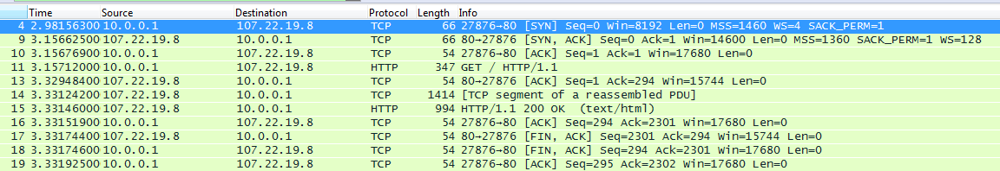 Time Source Destination Protocol Length Info
4 2.98156300 10.0.0.1 107.22.19.8 TCP 66 27876→80 [SYN] Seq=0 Win=8192 Len=0 MSS=1460 WS=4 SACK_PERM=1
9 3.15662500 107.22.19.8 10.0.0.1 TCP 66 80→27876 [SYN, ACK] Seq=0 Ack=1 Win=14600 Len=0 MSS=1360 SACK_PERM=1 WS=128
10 3.15676900 10.0.0.1 107.22.19.8 TCP 54 27876→80 [ACK] Seq=1 Ack=1 Win=17680 Len=0
11 3.15712000 10.0.0.1 107.22.19.8 HTTP 347 GET / HTTP/1.1
13 3.32948400 107.22.19.8 10.0.0.1 TCP 54 80→27876 [ACK] Seq=1 Ack=294 Win=15744 Len=0
14 3.33124200 107.22.19.8 10.0.0.1 TCP 1414 [TCP segment of a reassembled PDU]
15 3.33146000 107.22.19.8 10.0.0.1 HTTP 994 HTTP/1.1 200 OK (text/html)
16 3.33151900 10.0.0.1 107.22.19.8 TCP 54 27876→80 [ACK] Seq=294 Ack=2301 Win=17680 Len=0
17 3.33174400 107.22.19.8 10.0.0.1 TCP 54 80→27876 [FIN, ACK] Seq=2301 Ack=294 Win=15744 Len=0
18 3.33174600 10.0.0.1 107.22.19.8 TCP 54 27876→80 [FIN, ACK] Seq=294 Ack=2301 Win=17680 Len=0
19 3.33192500 10.0.0.1 107.22.19.8 TCP 54 27876→80 [ACK] Seq=295 Ack=2302 Win=17680 Len=0